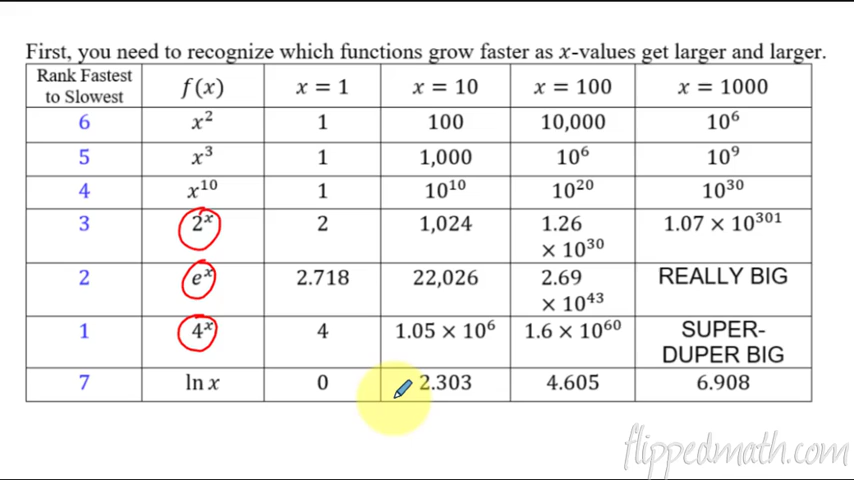 First, you need to recognize which functions grow faster as x-values get larger and larger.
Rank Fastest to Slowest f(x) x = 1 x = 10 x = 100 x = 1000
6 x² 1 100 10,000 10⁶
5 x³ 1 1,000 10⁶ 10⁹
4 x¹⁰ 1 10¹⁰ 10²⁰ 10³⁰
3 2ˣ 2 1,024 1.26 × 10³⁰ 1.07 × 10³⁰¹
2 eˣ 2.718 22,026 2.69 × 10⁴³ REALLY BIG
1 4ˣ 4 1.05 × 10⁶ 1.6 × 10⁶⁰ SUPER-DUPER BIG
7 ln x 0 2.303 4.605 6.908
flippedmath.com